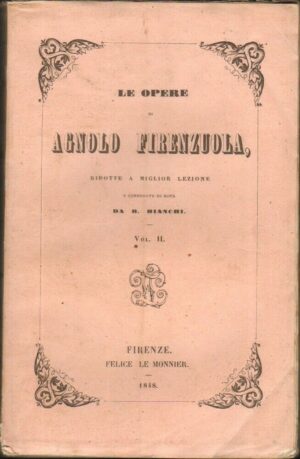 LE OPERE
DI
AGNOLO FIRENZUOLA,
RIDOTTE A MIGLIOR LEZIONE
E CORREDATE DI NOTE
DA B. BIANCHI.
VOL. II.
FIRENZE.
FELICE LE MONNIER.
1848.